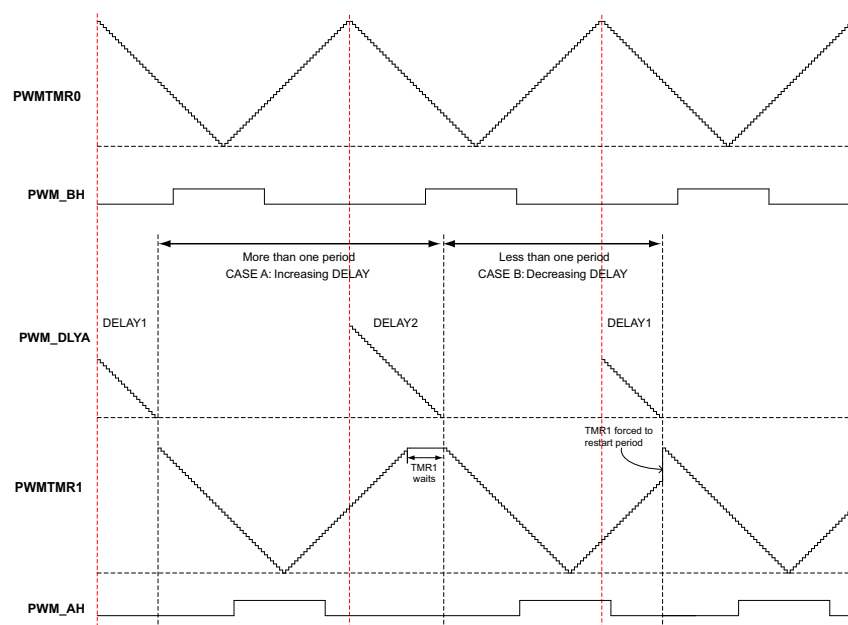 PWMTMR0
PWM_BH
More than one period
CASE A: Increasing DELAY
Less than one period
CASE B: Decreasing DELAY
DELAY1
DELAY2
DELAY1
PWM_DLYA
TMR1 forced to
restart period
TMR1
waits
PWMTMR1
PWM_AH